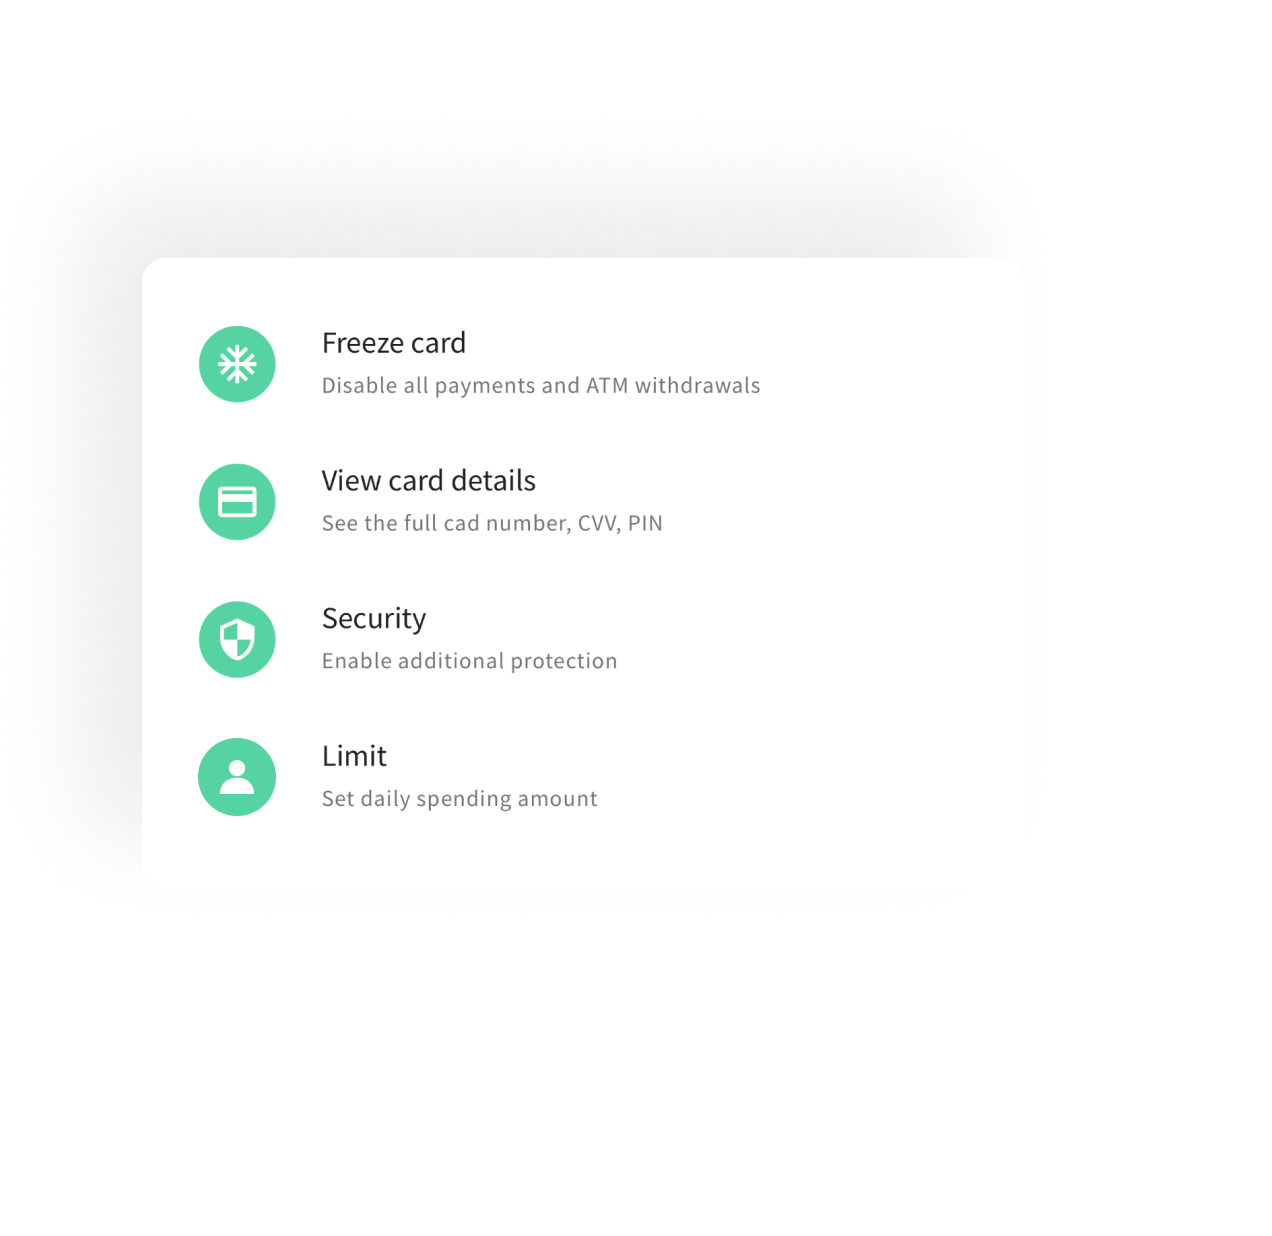 Freeze card
Disable all payments and ATM withdrawals
View card details
See the full cad number, CVV, PIN
Security
Enable additional protection
Limit
Set daily spending amount